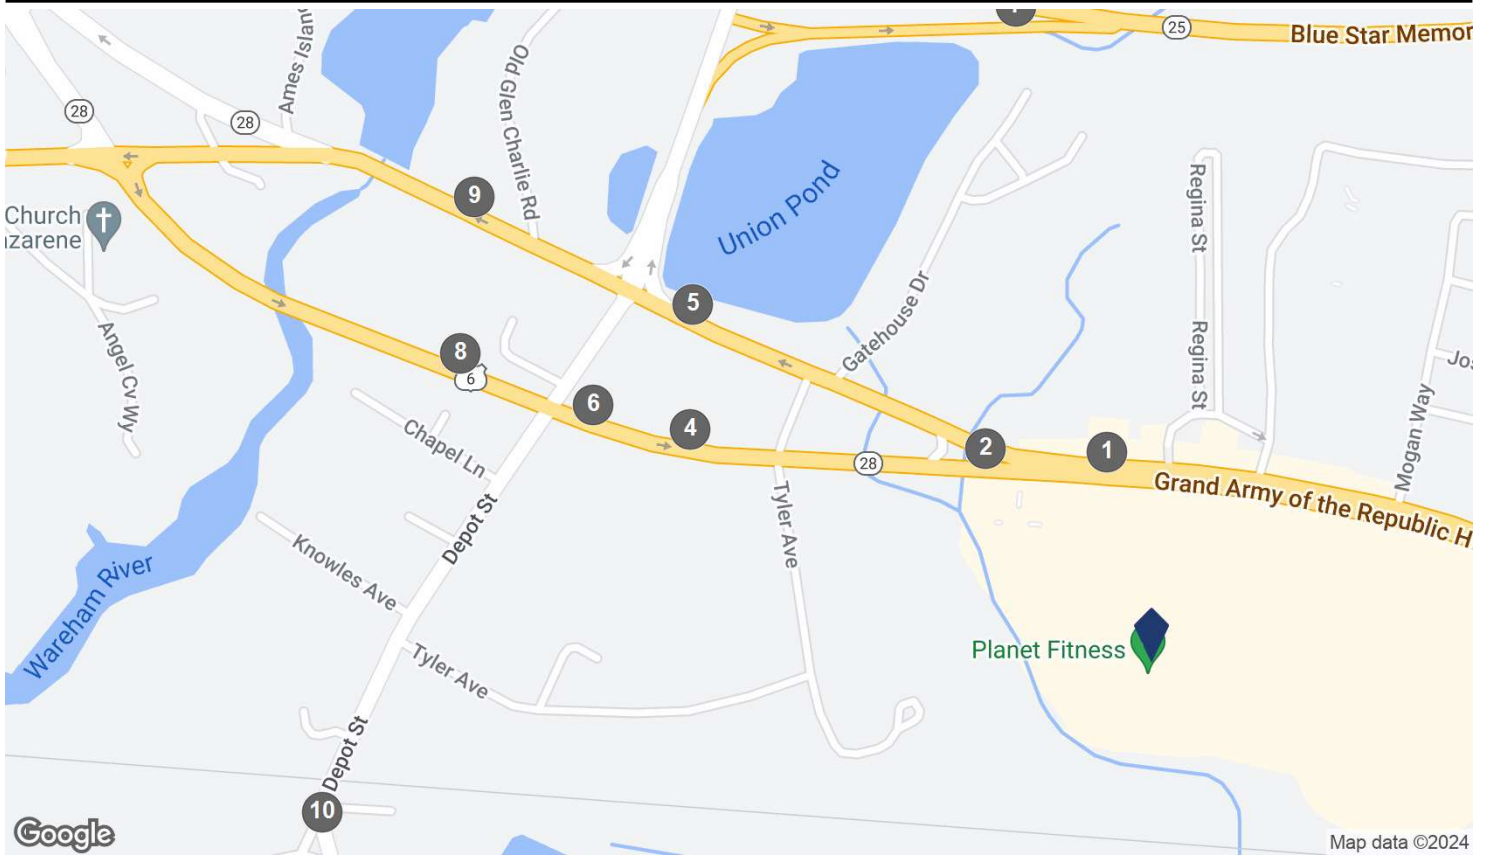 Blue Star Memor
25
Ames Islan
Old Glen Charlie Rd
28
28
Union Pond
Regina St
9
Church
zarene
5
Gatehouse Dr
Regina St
Jos
Angel Cv Wy
8
6
6
4
Mogan Way
Chapel Ln
28
2
1
Grand Army of the Republic H
Depot St
Tyler Ave
Wareham River
Knowles Ave
Planet Fitness
Tyler Ave
Depot St
10
Google
Map data ©2024